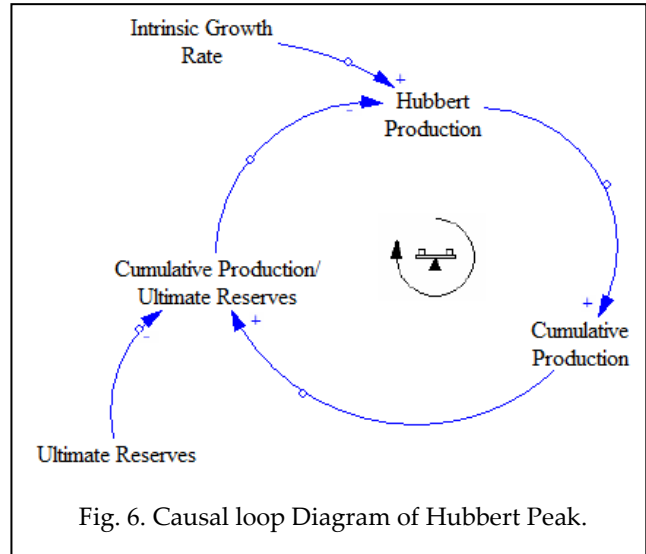 Intrinsic Growth
Rate
+
Hubbert
Production
-
Cumulative Production/
Ultimate Reserves
+
+
Cumulative
Production
-
Ultimate Reserves
Fig. 6. Causal loop Diagram of Hubbert Peak.